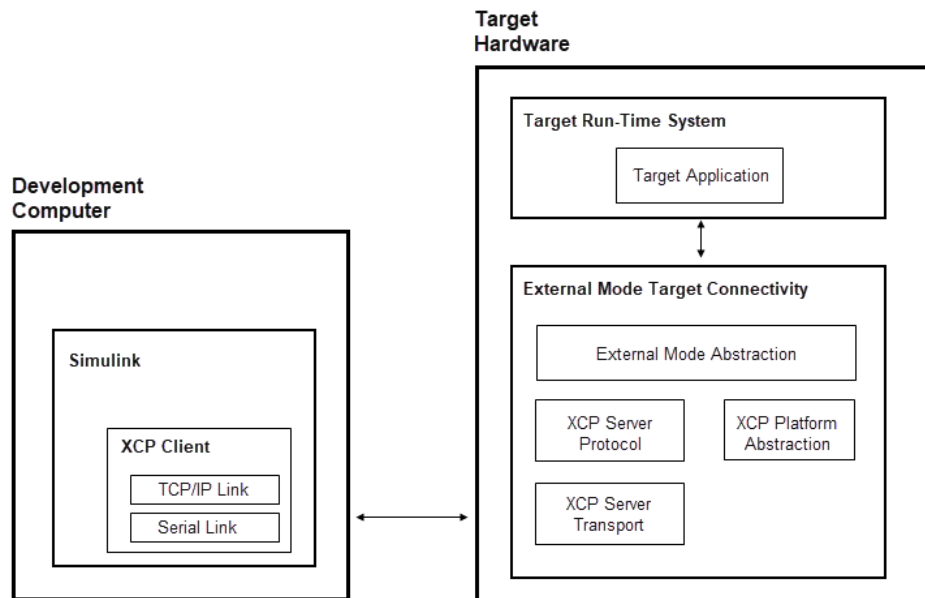 Development
Computer
Simulink
XCP Client
TCP/IP Link
Serial Link
Target
Hardware
Target Run-Time System
Target Application
External Mode Target Connectivity
External Mode Abstraction
XCP Server
Protocol
XCP Platform
Abstraction
XCP Server
Transport